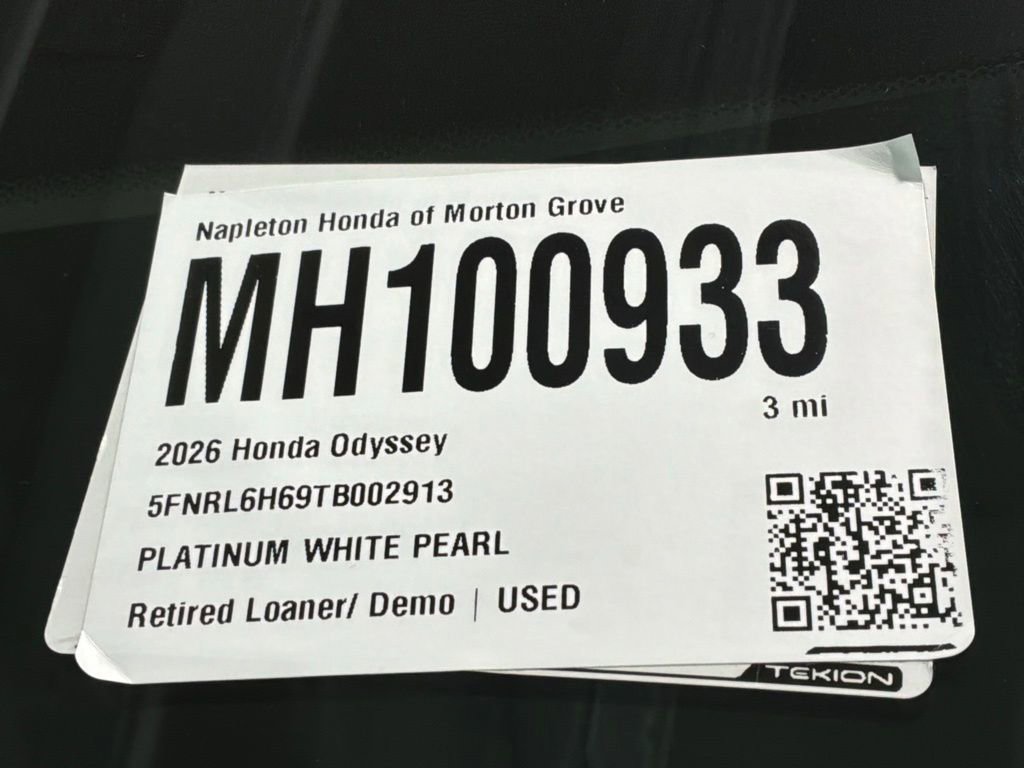 Napleton Honda of Morton Grove
MH100933
3 mi
2026 Honda Odyssey
5FNRL6H69TB002913
PLATINUM WHITE PEARL
Retired Loaner/ Demo | USED
TEKION